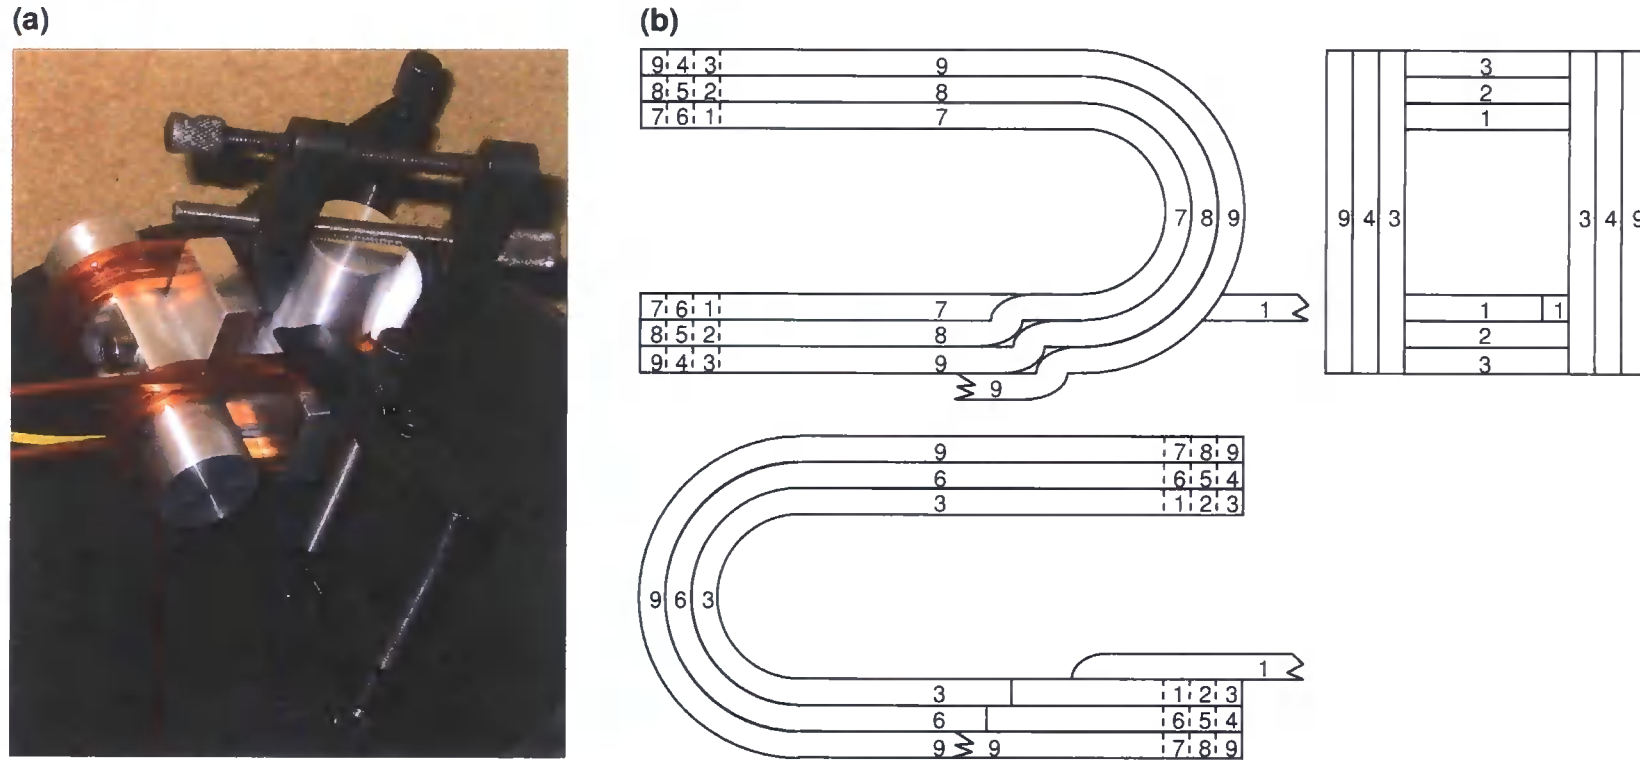 (a)
(b)
9 4 3 9
8 5 2 8
7 6 1 7
7 8 9
7 6 1 7 1
8 5 2 8
9 4 3 9
9
3
2
1
9 4 3 3 4 9
1 1
2
3
9 7 8 9
6 6 5 4
3 1 2 3
9 6 3
1
3 1 2 3
6 6 5 4
9 9 7 8 9